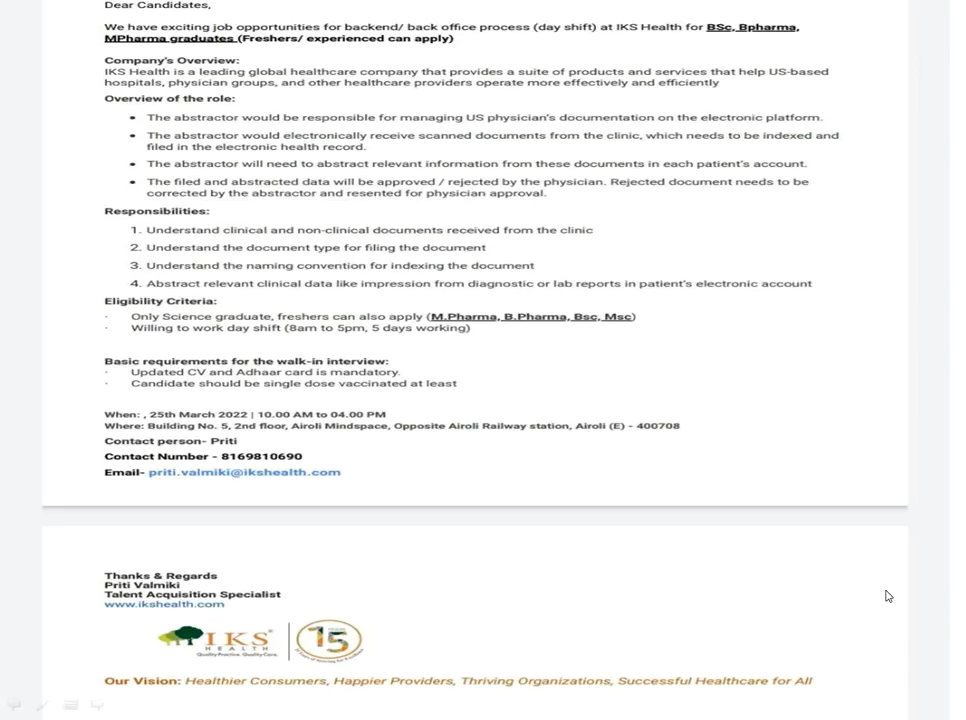 Dear Candidates,
We have exciting job opportunities for backend/ back office process (day shift) at IKS Health for BSc, Bpharma,
MPharma graduates (Freshers/ experienced can apply)
Company's Overview:
IKS Health is a leading global healthcare company that provides a suite of products and services that help US-based
hospitals, physician groups, and other healthcare providers operate more effectively and efficiently
Overview of the role:
• The abstractor would be responsible for managing US physician's documentation on the electronic platform.
• The abstractor would electronically receive scanned documents from the clinic, which needs to be indexed and
filed in the electronic health record.
• The abstractor will need to abstract relevant information from these documents in each patient's account.
• The filed and abstracted data will be approved / rejected by the physician. Rejected document needs to be
corrected by the abstractor and resented for physician approval.
Responsibilities:
1. Understand clinical and non-clinical documents received from the clinic
2. Understand the document type for filing the document
3. Understand the naming convention for indexing the document
4. Abstract relevant clinical data like impression from diagnostic or lab reports in patient's electronic account
Eligibility Criteria:
· Only Science graduate, freshers can also apply (M.Pharma, B.Pharma, Bsc, Msc)
· Willing to work day shift (8am to 5pm, 5 days working)
Basic requirements for the walk-in interview:
· Updated CV and Adhaar card is mandatory.
· Candidate should be single dose vaccinated at least
When: , 25th March 2022 | 10.00 AM to 04.00 PM
Where: Building No. 5, 2nd floor, Airoli Mindspace, Opposite Airoli Railway station, Airoli (E) - 400708
Contact person- Priti
Contact Number - 8169810690
Email- priti.valmiki@ikshealth.com
Thanks & Regards
Priti Valmiki
Talent Acquisition Specialist
www.ikshealth.com
IKS
HEALTH
Quality Practice. Quality Care.
15
Our Vision: Healthier Consumers, Happier Providers, Thriving Organizations, Successful Healthcare for All